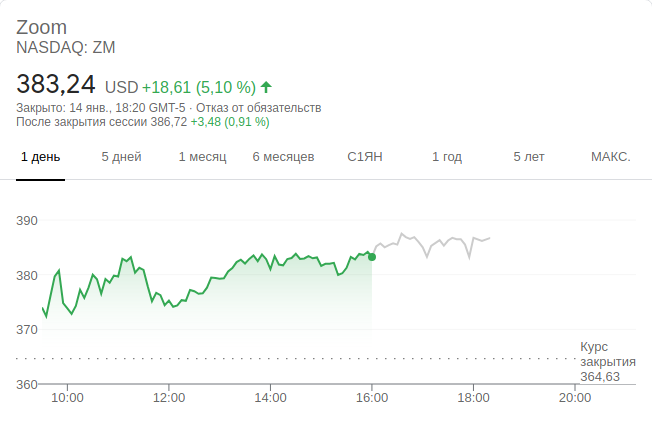 Zoom
NASDAQ: ZM
383,24 USD +18,61 (5,10 %)
Закрыто: 14 янв., 18:20 GMT-5 · Отказ от обязательств
После закрытия сессии 386,72 +3,48 (0,91 %)
1 день 5 дней 1 месяц 6 месяцев С1ЯН 1 год 5 лет МАКС.
390
380
370
Курс
закрытия
364,63
360
10:00 12:00 14:00 16:00 18:00 20:00